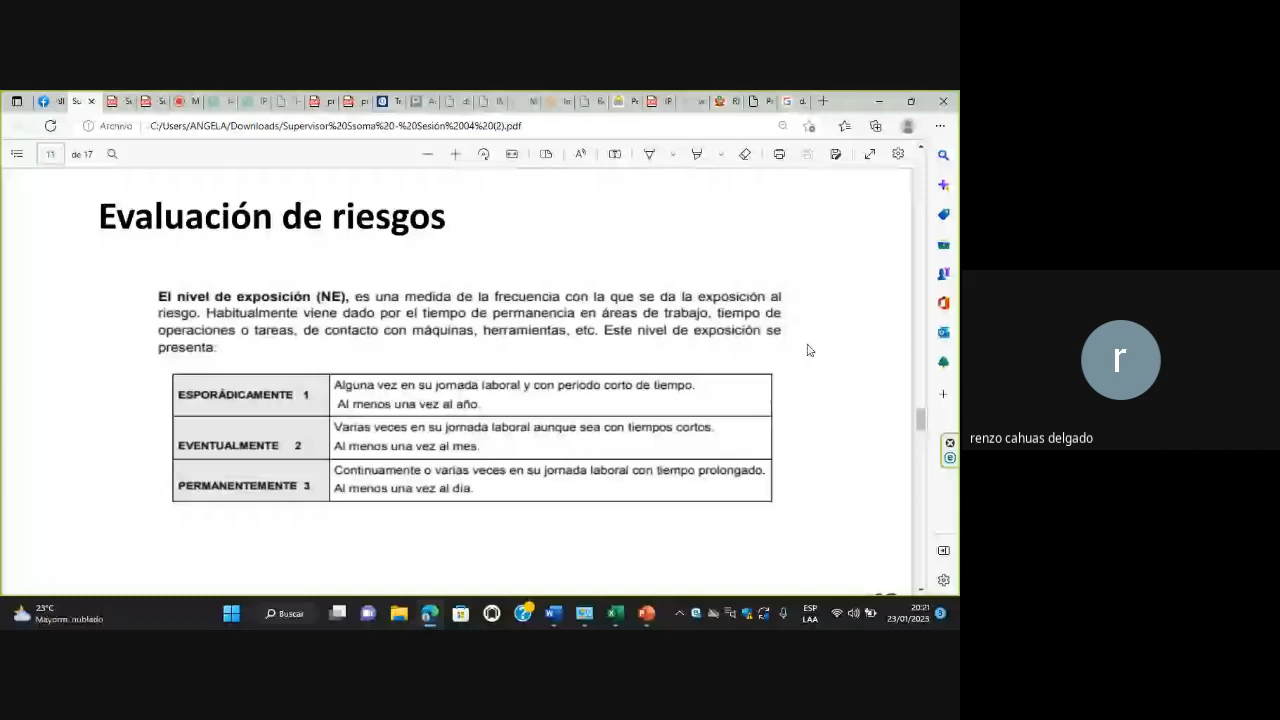 Archivo
C:/Users/ANGELA/Downloads/Supervisor%20Ssoma%20-%20Sesión%2004%20(2).pdf
11 de 17
Evaluación de riesgos
El nivel de exposición (NE), es una medida de la frecuencia con la que se da la exposición al
riesgo. Habitualmente viene dado por el tiempo de permanencia en áreas de trabajo, tiempo de
operaciones o tareas, de contacto con máquinas, herramientas, etc. Este nivel de exposición se
presenta:
ESPORÁDICAMENTE 1
Alguna vez en su jornada laboral y con periodo corto de tiempo.
Al menos una vez al año.
EVENTUALMENTE 2
Varias veces en su jornada laboral aunque sea con tiempos cortos.
Al menos una vez al mes.
PERMANENTEMENTE 3
Continuamente o varias veces en su jornada laboral con tiempo prolongado.
Al menos una vez al día.
r
renzo cahuas delgado
23°C
Mayorm. nublado
Buscar
ESP
LAA
20:21
23/01/2023
3